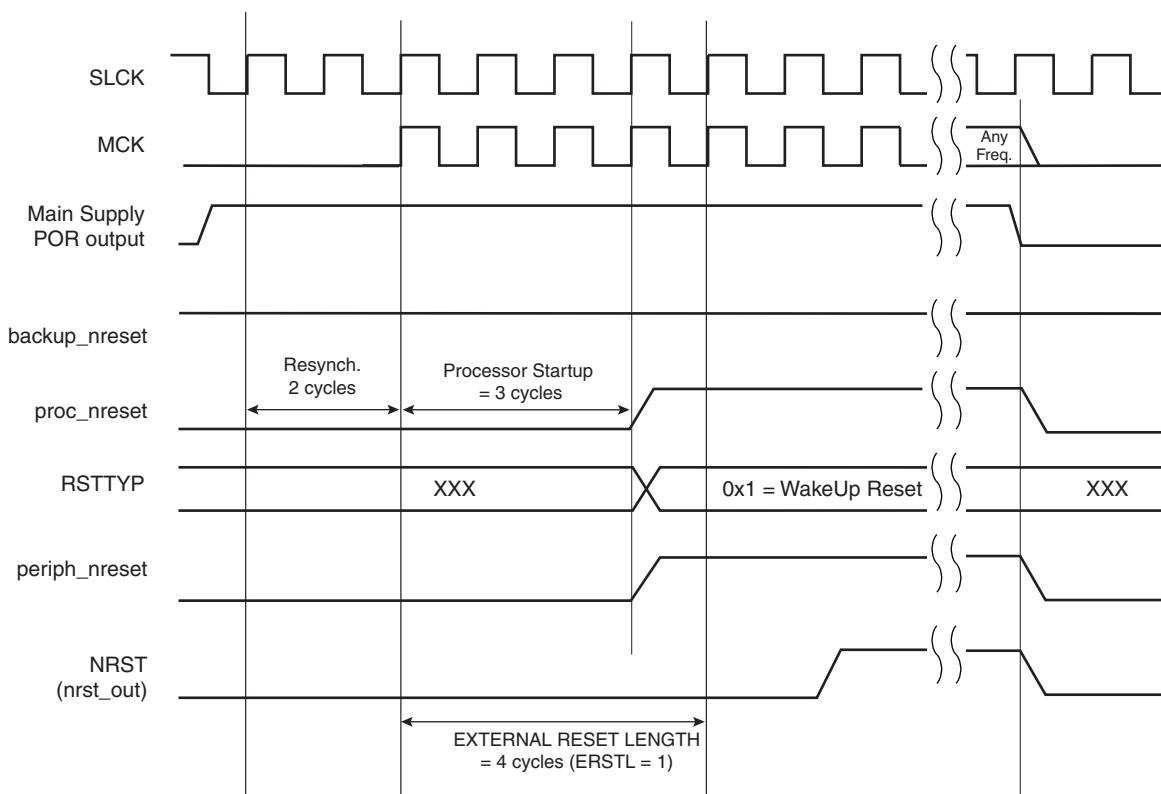 SLCK
MCK
Any
Freq.
Main Supply
POR output
backup_nreset
Resynch.
2 cycles
Processor Startup
= 3 cycles
proc_nreset
RSTTYP
XXX
0x1 = WakeUp Reset
XXX
periph_nreset
NRST
(nrst_out)
EXTERNAL RESET LENGTH
= 4 cycles (ERSTL = 1)